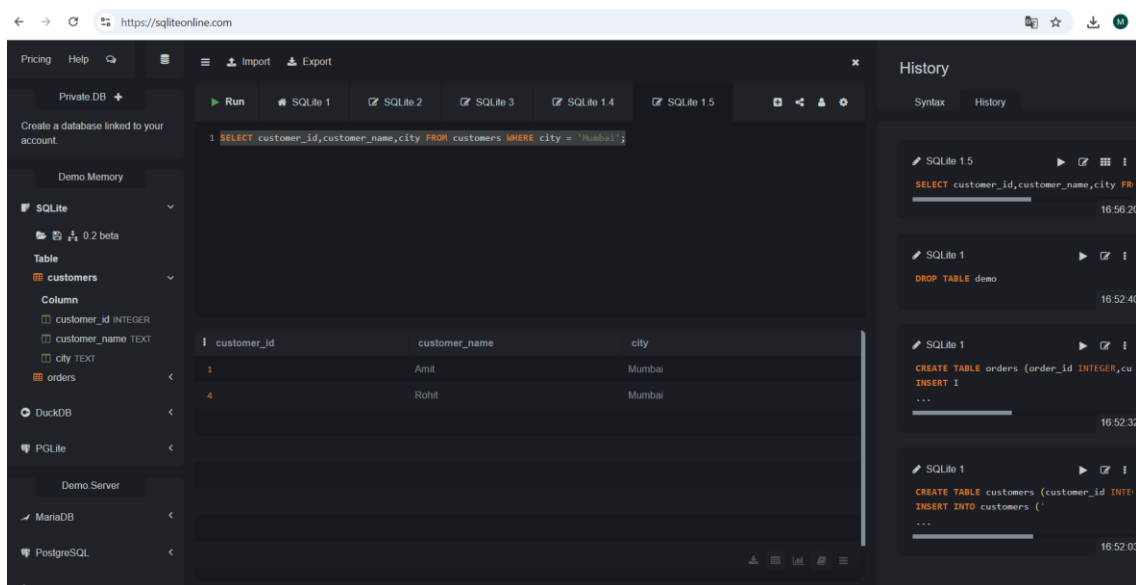 https://sqliteonline.com
M
Pricing Help
Import Export
Private.DB
Create a database linked to your
account.
Demo.Memory
SQLite
0.2 beta
Table
customers
Column
customer_id INTEGER
customer_name TEXT
city TEXT
orders
DuckDB
PGLite
Demo.Server
MariaDB
PostgreSQL
Run SQLite 1 SQLite.2 SQLite 3 SQLite 1.4 SQLite 1.5
1 SELECT customer_id,customer_name,city FROM customers WHERE city = 'Mumbai';
customer_id customer_name city
1 Amit Mumbai
4 Rohit Mumbai
History
Syntax History
SQLite 1.5
SELECT customer_id,customer_name,city FR
16:56:20
SQLite 1
DROP TABLE demo
16:52:40
SQLite 1
CREATE TABLE orders (order_id INTEGER,cu
INSERT I
...
16:52:32
SQLite 1
CREATE TABLE customers (customer_id INTE
INSERT INTO customers (`
...
16:52:03